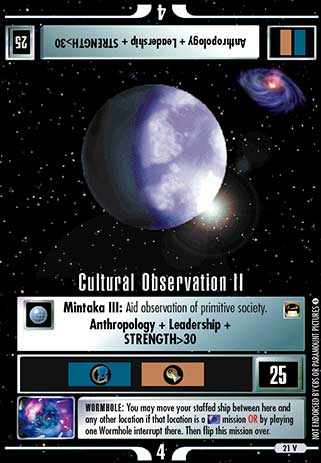 4
Anthropology + Leadership + STRENGTH>30
25
Cultural Observation II
Mintaka III: Aid observation of primitive society.
Anthropology + Leadership +
STRENGTH>30
25
WORMHOLE: You may move your staffed ship between here and
any other location if that location is a mission OR by playing
one Wormhole interrupt there. Then flip this mission over.
21 V
4
NOT ENDORSED BY CBS OR PARAMOUNT PICTURES